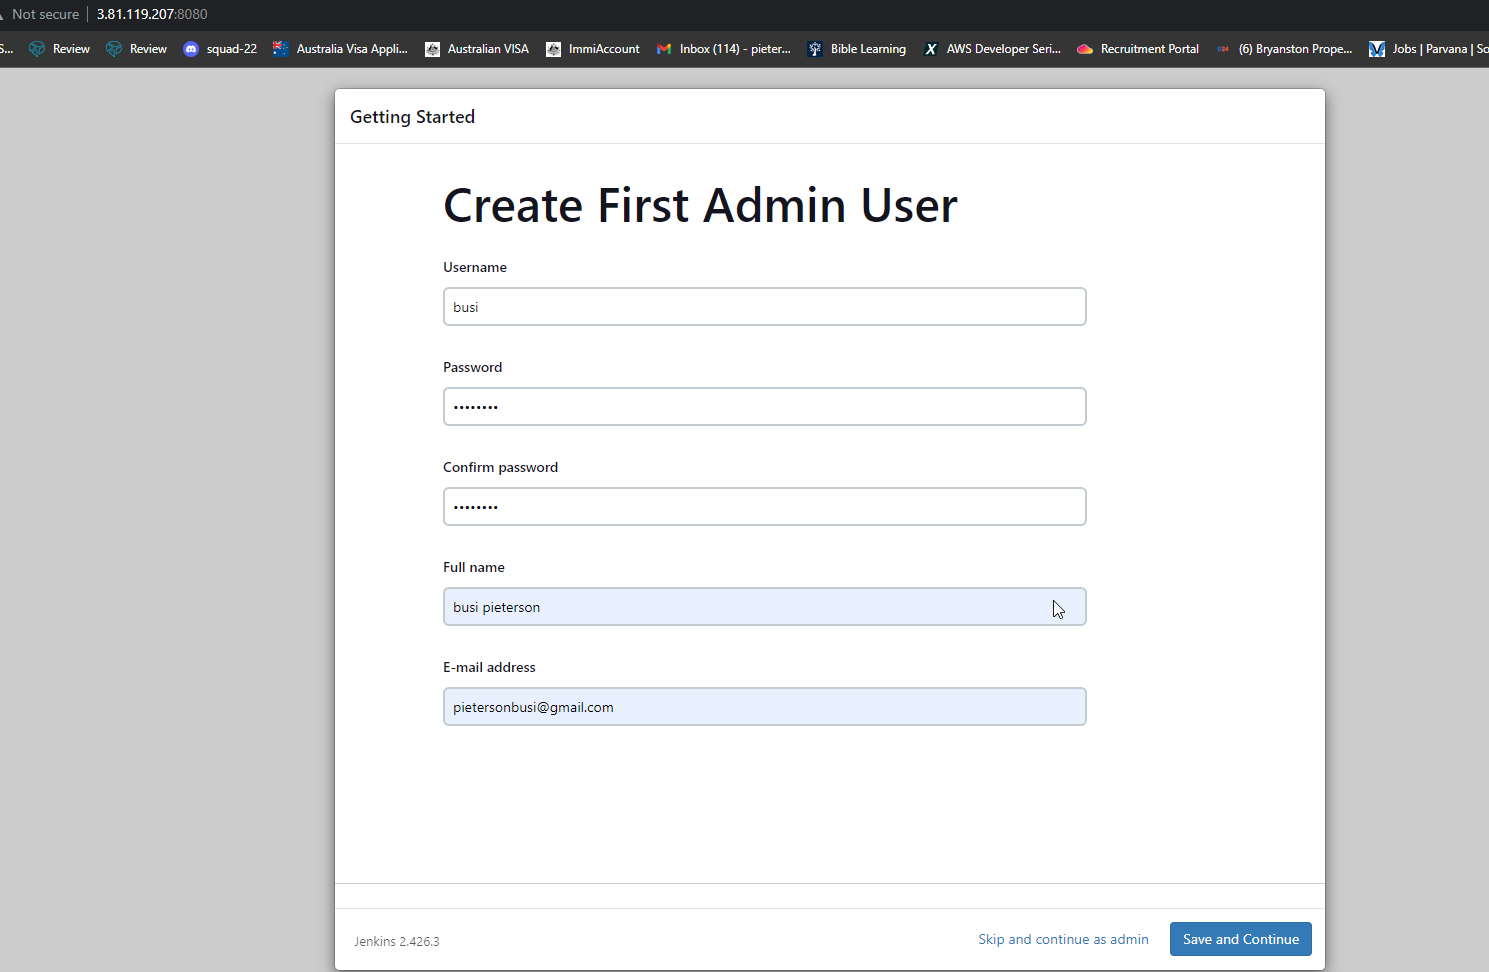 Not secure 3.81.119.207:8080
S... Review Review squad-22 Australia Visa Appli... Australian VISA ImmiAccount Inbox (114) - pieter... Bible Learning AWS Developer Seri... Recruitment Portal (6) Bryanston Prope... Jobs | Parvana | So
Getting Started
Create First Admin User
Username
busi
Password
••••••••
Confirm password
••••••••
Full name
busi pieterson
E-mail address
pietersonbusi@gmail.com
Jenkins 2.426.3
Skip and continue as admin
Save and Continue